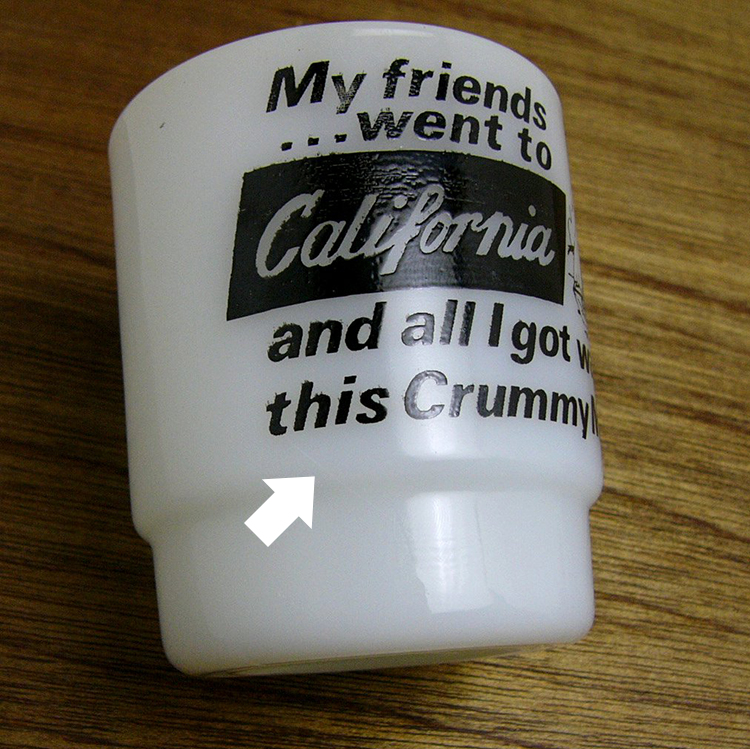 My friends
...went to
California
and all I got
this Crummy